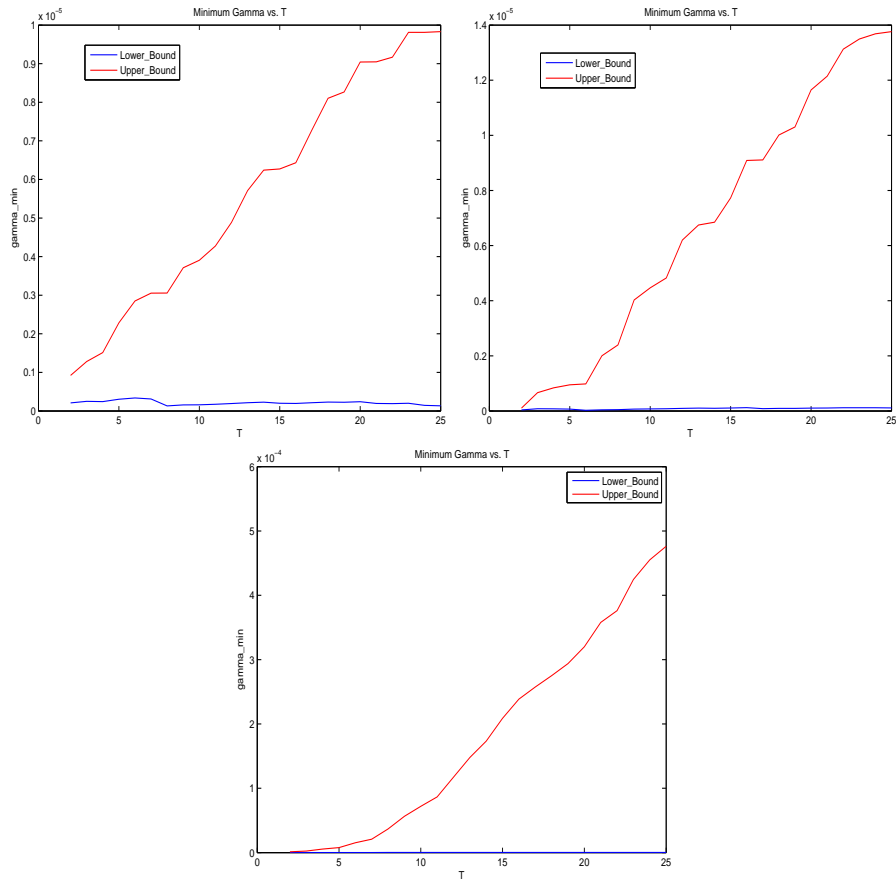 Minimum Gamma vs. T
x 10⁻⁵
1
0.9
0.8
0.7
0.6
0.5
0.4
0.3
0.2
0.1
0
gamma_min
Lower_Bound
Upper_Bound
0 5 10 15 20 25
T
Minimum Gamma vs. T
x 10⁻⁵
1.4
1.2
1
0.8
0.6
0.4
0.2
0
gamma_min
Lower_Bound
Upper_Bound
0 5 10 15 20 25
T
Minimum Gamma vs. T
x 10⁻⁴
6
5
4
3
2
1
0
gamma_min
Lower_Bound
Upper_Bound
0 5 10 15 20 25
T